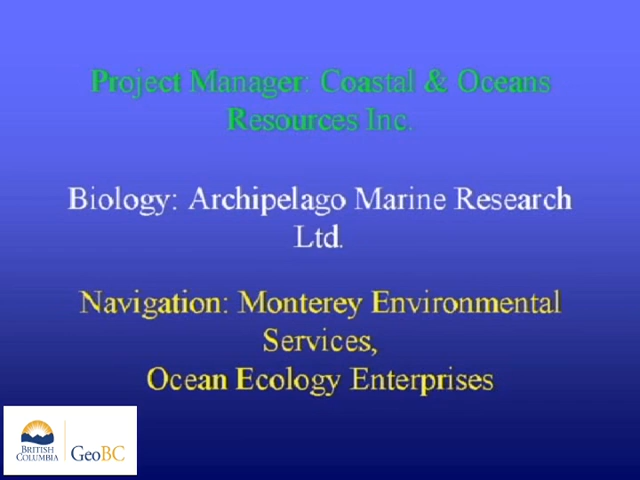 Project Manager: Coastal & Oceans
Resources Inc.
Biology: Archipelago Marine Research
Ltd.
Navigation: Monterey Environmental
Services,
Ocean Ecology Enterprises
BRITISH
COLUMBIA
GeoBC